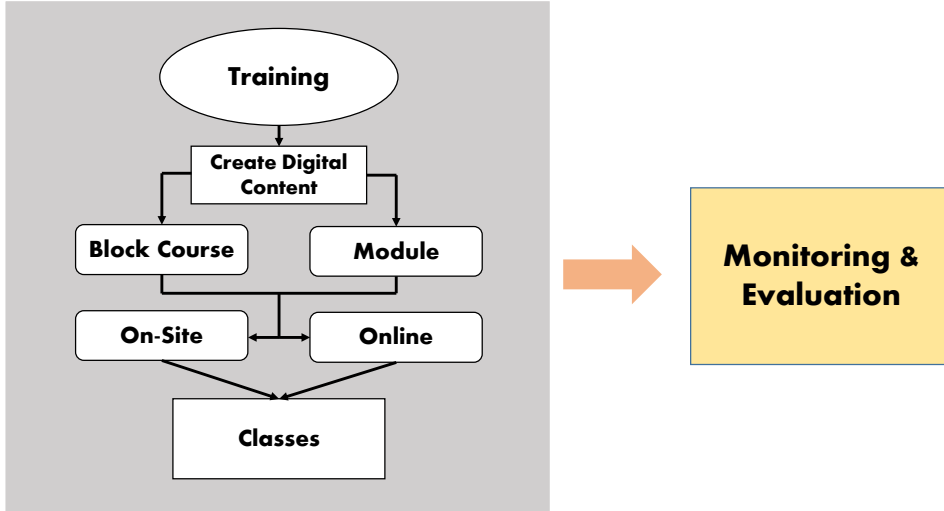 Training
Create Digital
Content
Block Course
Module
On-Site
Online
Classes
Monitoring &
Evaluation